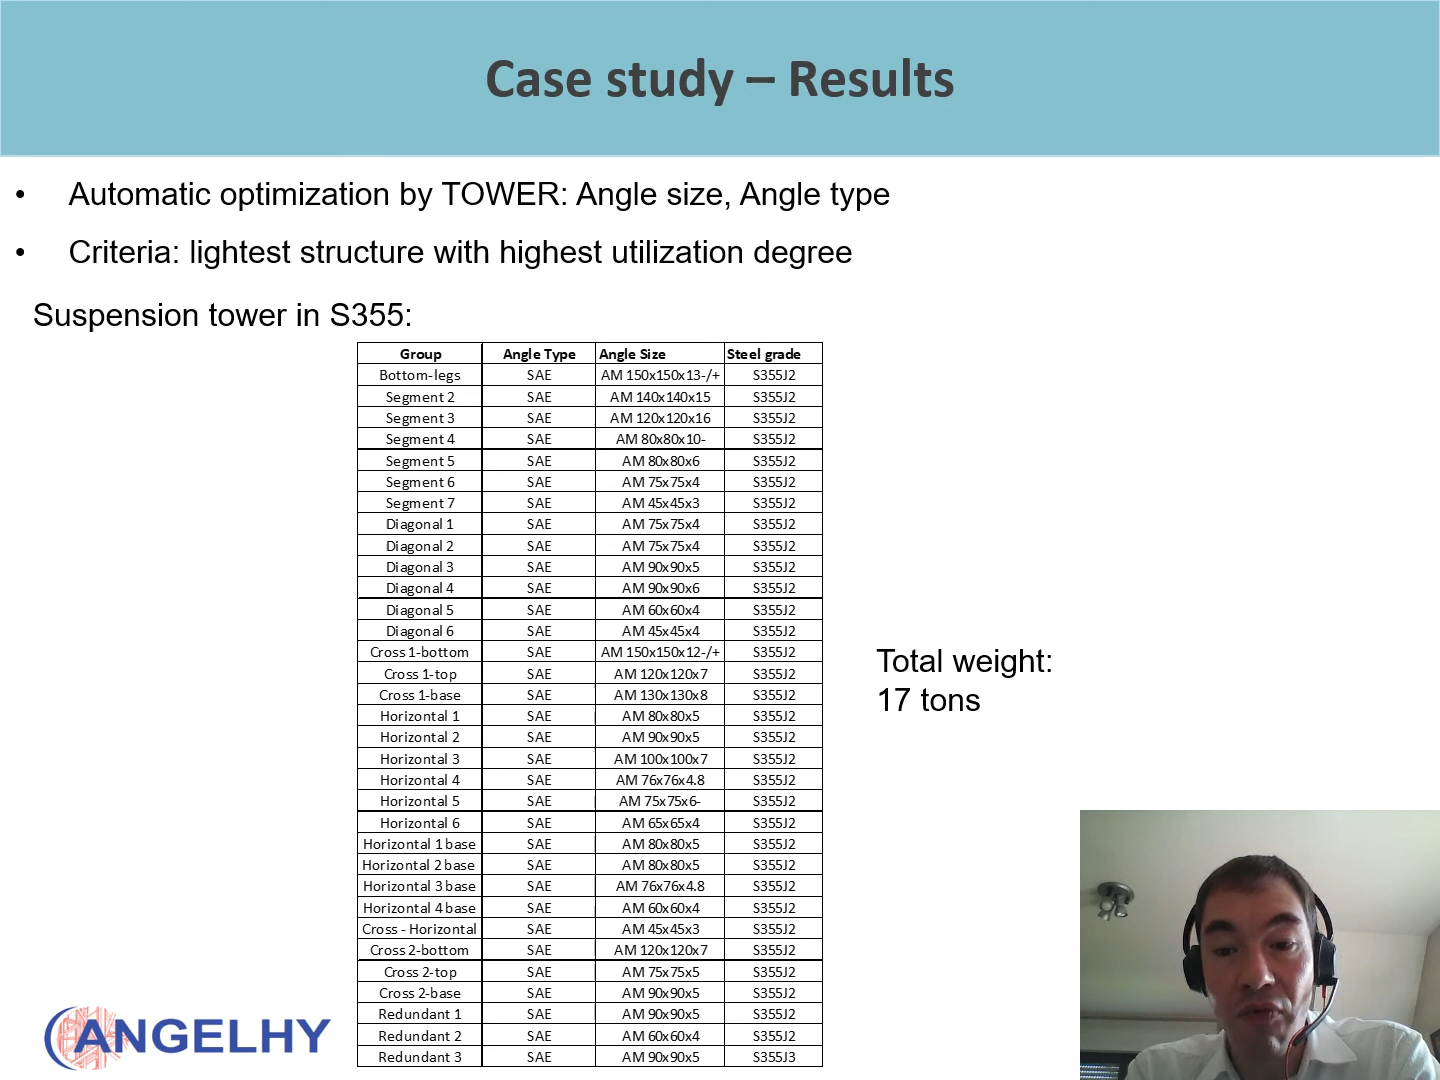 Case study – Results
• Automatic optimization by TOWER: Angle size, Angle type
• Criteria: lightest structure with highest utilization degree
Suspension tower in S355:
Group Angle Type Angle Size Steel grade
Bottom-legs SAE AM 150x150x13-/+ S355J2
Segment 2 SAE AM 140x140x15 S355J2
Segment 3 SAE AM 120x120x16 S355J2
Segment 4 SAE AM 80x80x10- S355J2
Segment 5 SAE AM 80x80x6 S355J2
Segment 6 SAE AM 75x75x4 S355J2
Segment 7 SAE AM 45x45x3 S355J2
Diagonal 1 SAE AM 75x75x4 S355J2
Diagonal 2 SAE AM 75x75x4 S355J2
Diagonal 3 SAE AM 90x90x5 S355J2
Diagonal 4 SAE AM 90x90x6 S355J2
Diagonal 5 SAE AM 60x60x4 S355J2
Diagonal 6 SAE AM 45x45x4 S355J2
Cross 1-bottom SAE AM 150x150x12-/+ S355J2
Cross 1-top SAE AM 120x120x7 S355J2
Cross 1-base SAE AM 130x130x8 S355J2
Horizontal 1 SAE AM 80x80x5 S355J2
Horizontal 2 SAE AM 90x90x5 S355J2
Horizontal 3 SAE AM 100x100x7 S355J2
Horizontal 4 SAE AM 76x76x4.8 S355J2
Horizontal 5 SAE AM 75x75x6- S355J2
Horizontal 6 SAE AM 65x65x4 S355J2
Horizontal 1 base SAE AM 80x80x5 S355J2
Horizontal 2 base SAE AM 80x80x5 S355J2
Horizontal 3 base SAE AM 76x76x4.8 S355J2
Horizontal 4 base SAE AM 60x60x4 S355J2
Cross - Horizontal SAE AM 45x45x3 S355J2
Cross 2-bottom SAE AM 120x120x7 S355J2
Cross 2-top SAE AM 75x75x5 S355J2
Cross 2-base SAE AM 90x90x5 S355J2
Redundant 1 SAE AM 90x90x5 S355J2
Redundant 2 SAE AM 60x60x4 S355J2
Redundant 3 SAE AM 90x90x5 S355J3
Total weight:
17 tons
ANGELHY